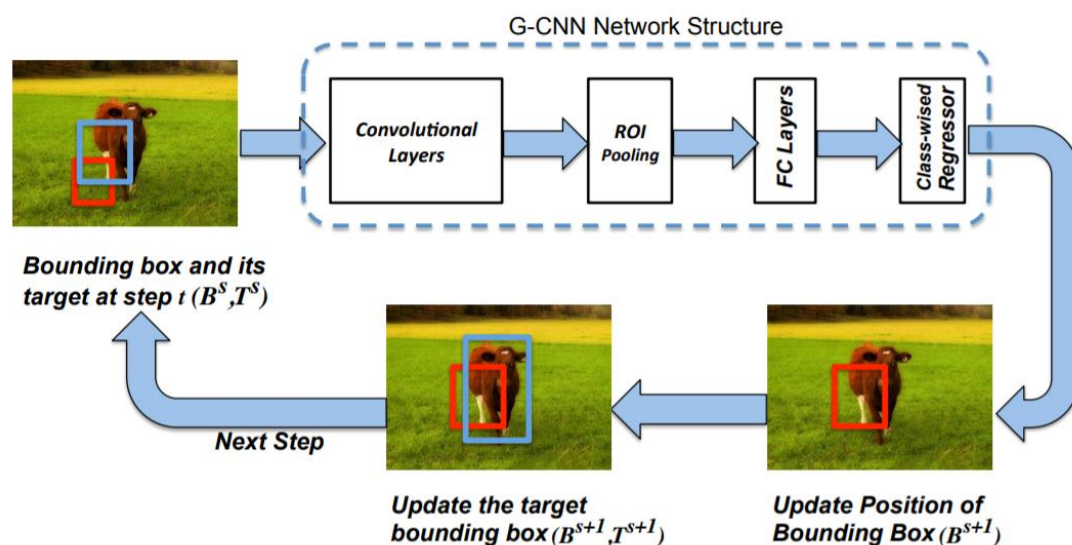 G-CNN Network Structure
Convolutional
Layers
ROI
Pooling
FC Layers
Class-wised
Regressor
Bounding box and its
target at step t (B^s,T^s)
Next Step
Update the target
bounding box (B^{s+1},T^{s+1})
Update Position of
Bounding Box (B^{s+1})